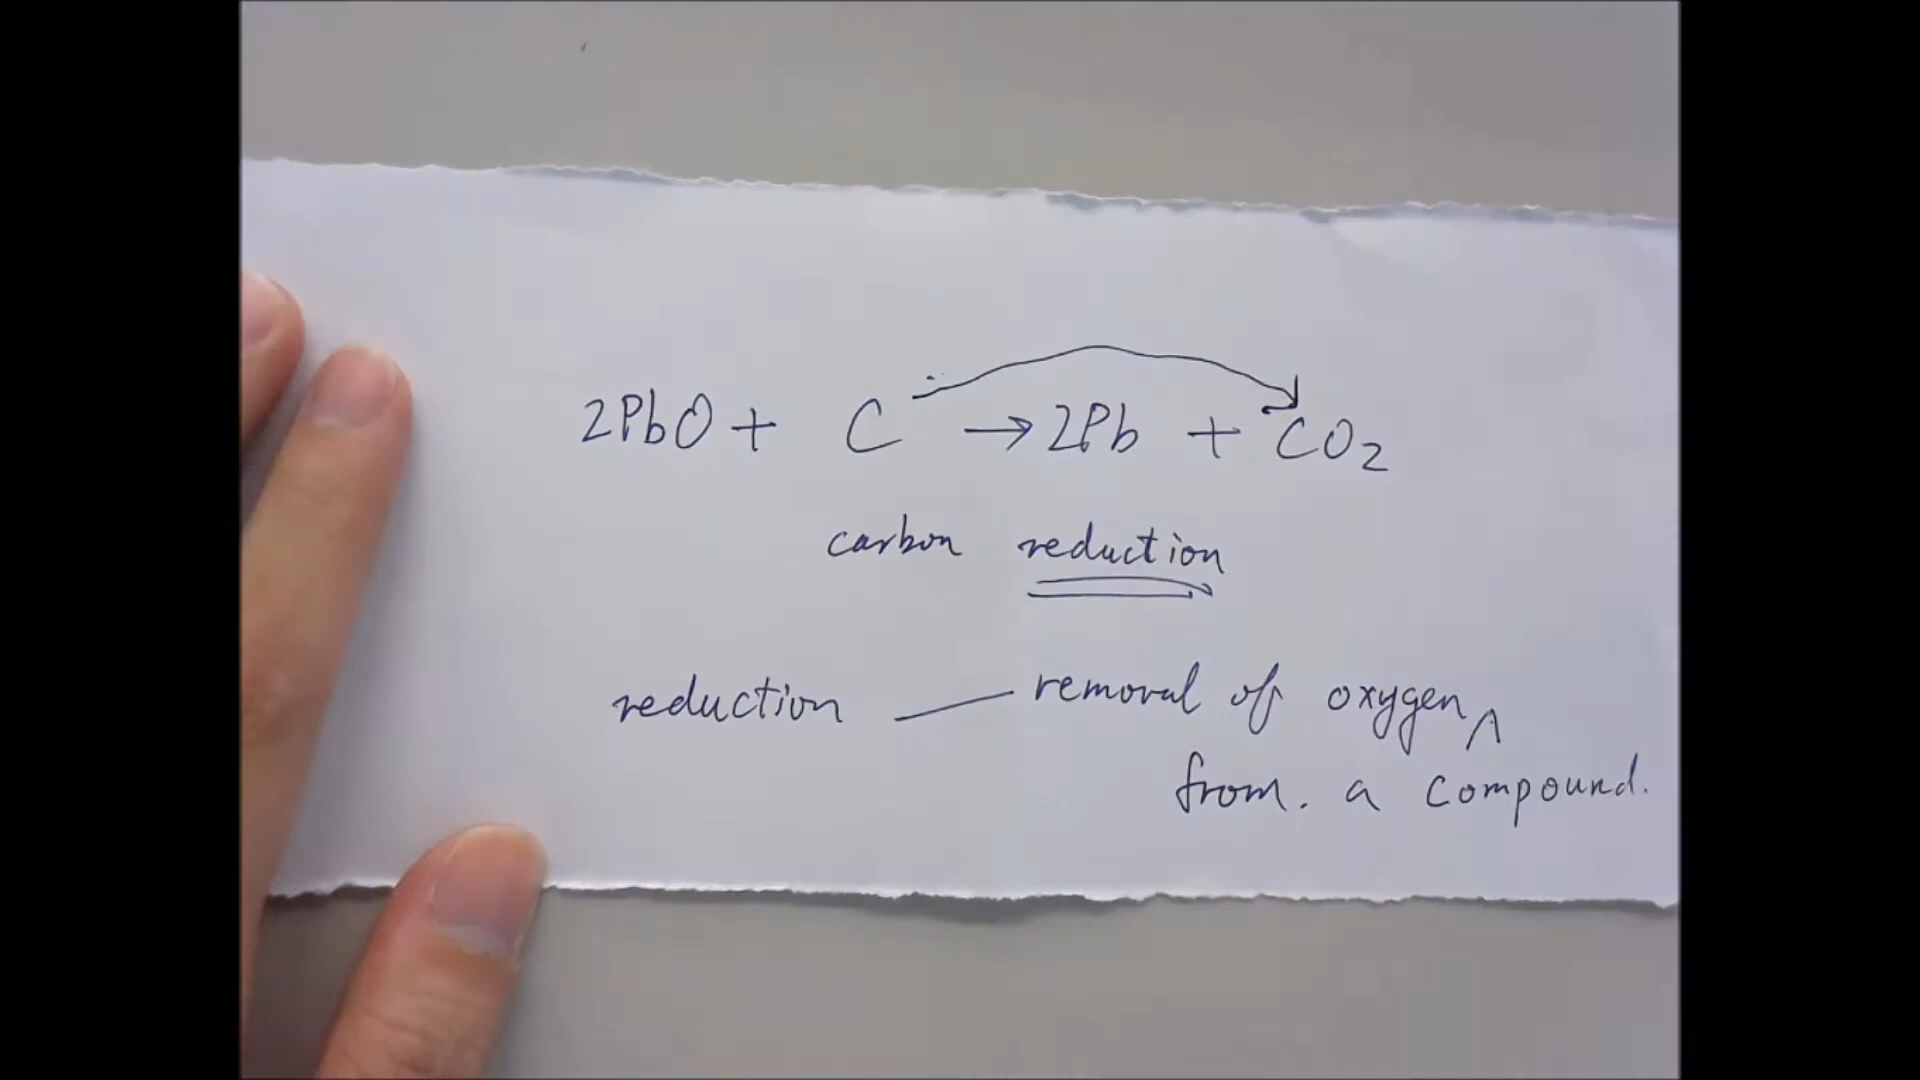 2PbO + C → 2Pb + CO₂
carbon reduction
reduction — removal of oxygen ^
from. a compound.